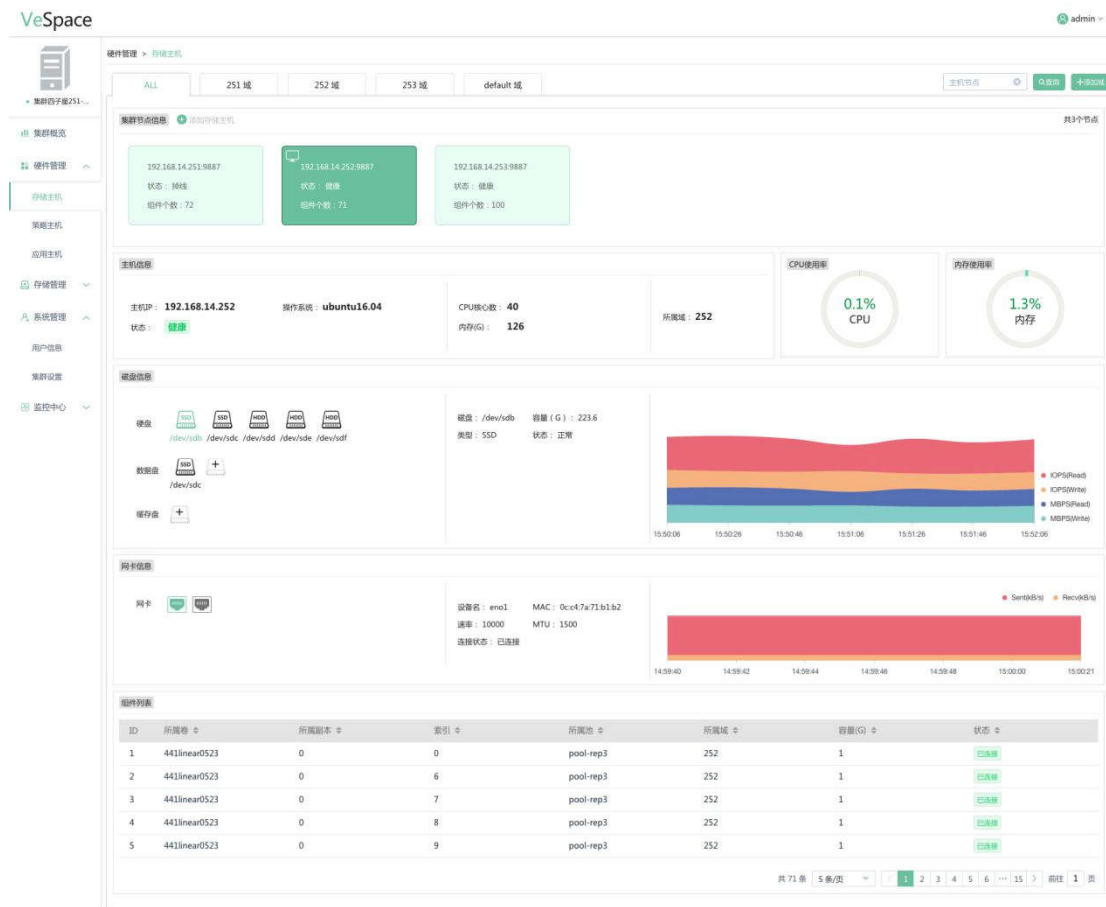 VeSpace
admin
硬件管理 > 存储主机
集群四子星251-...
集群概览
硬件管理
存储主机
策略主机
应用主机
存储管理
系统管理
用户信息
集群设置
监控中心
ALL 251 域 252 域 253 域 default 域
主机节点 查询 +添加域
集群节点信息 添加存储主机 共3个节点
192.168.14.251:9887
状态： 掉线
组件个数：72
192.168.14.252:9887
状态： 健康
组件个数：71
192.168.14.253:9887
状态： 健康
组件个数：100
主机信息
主机IP： 192.168.14.252 操作系统： ubuntu16.04 CPU核心数： 40
状态： 健康 内存(G)： 126
所属域： 252
CPU使用率
0.1%
CPU
内存使用率
1.3%
内存
磁盘信息
硬盘 SSD SSD HDD HDD HDD
/dev/sdb /dev/sdc /dev/sdd /dev/sde /dev/sdf
数据盘 SSD +
/dev/sdc
缓存盘 +
磁盘： /dev/sdb 容量（G）： 223.6
类型： SSD 状态： 正常
IOPS(Read)
IOPS(Write)
MBPS(Read)
MBPS(Write)
15:50:06 15:50:26 15:50:46 15:51:06 15:51:26 15:51:46 15:52:06
网卡信息
网卡
设备名： eno1 MAC： 0c:c4:7a:71:b1:b2
速率： 10000 MTU： 1500
连接状态： 已连接
Sent(kB/s) Recv(kB/s)
14:59:40 14:59:42 14:59:44 14:59:46 14:59:48 15:00:00 15:00:21
组件列表
ID 所属卷 所属副本 索引 所属池 所属域 容量(G) 状态
1 441linear0523 0 0 pool-rep3 252 1 已连接
2 441linear0523 0 6 pool-rep3 252 1 已连接
3 441linear0523 0 7 pool-rep3 252 1 已连接
4 441linear0523 0 8 pool-rep3 252 1 已连接
5 441linear0523 0 9 pool-rep3 252 1 已连接
共 71 条 5 条/页 < 1 2 3 4 5 6 ··· 15 > 前往 1 页